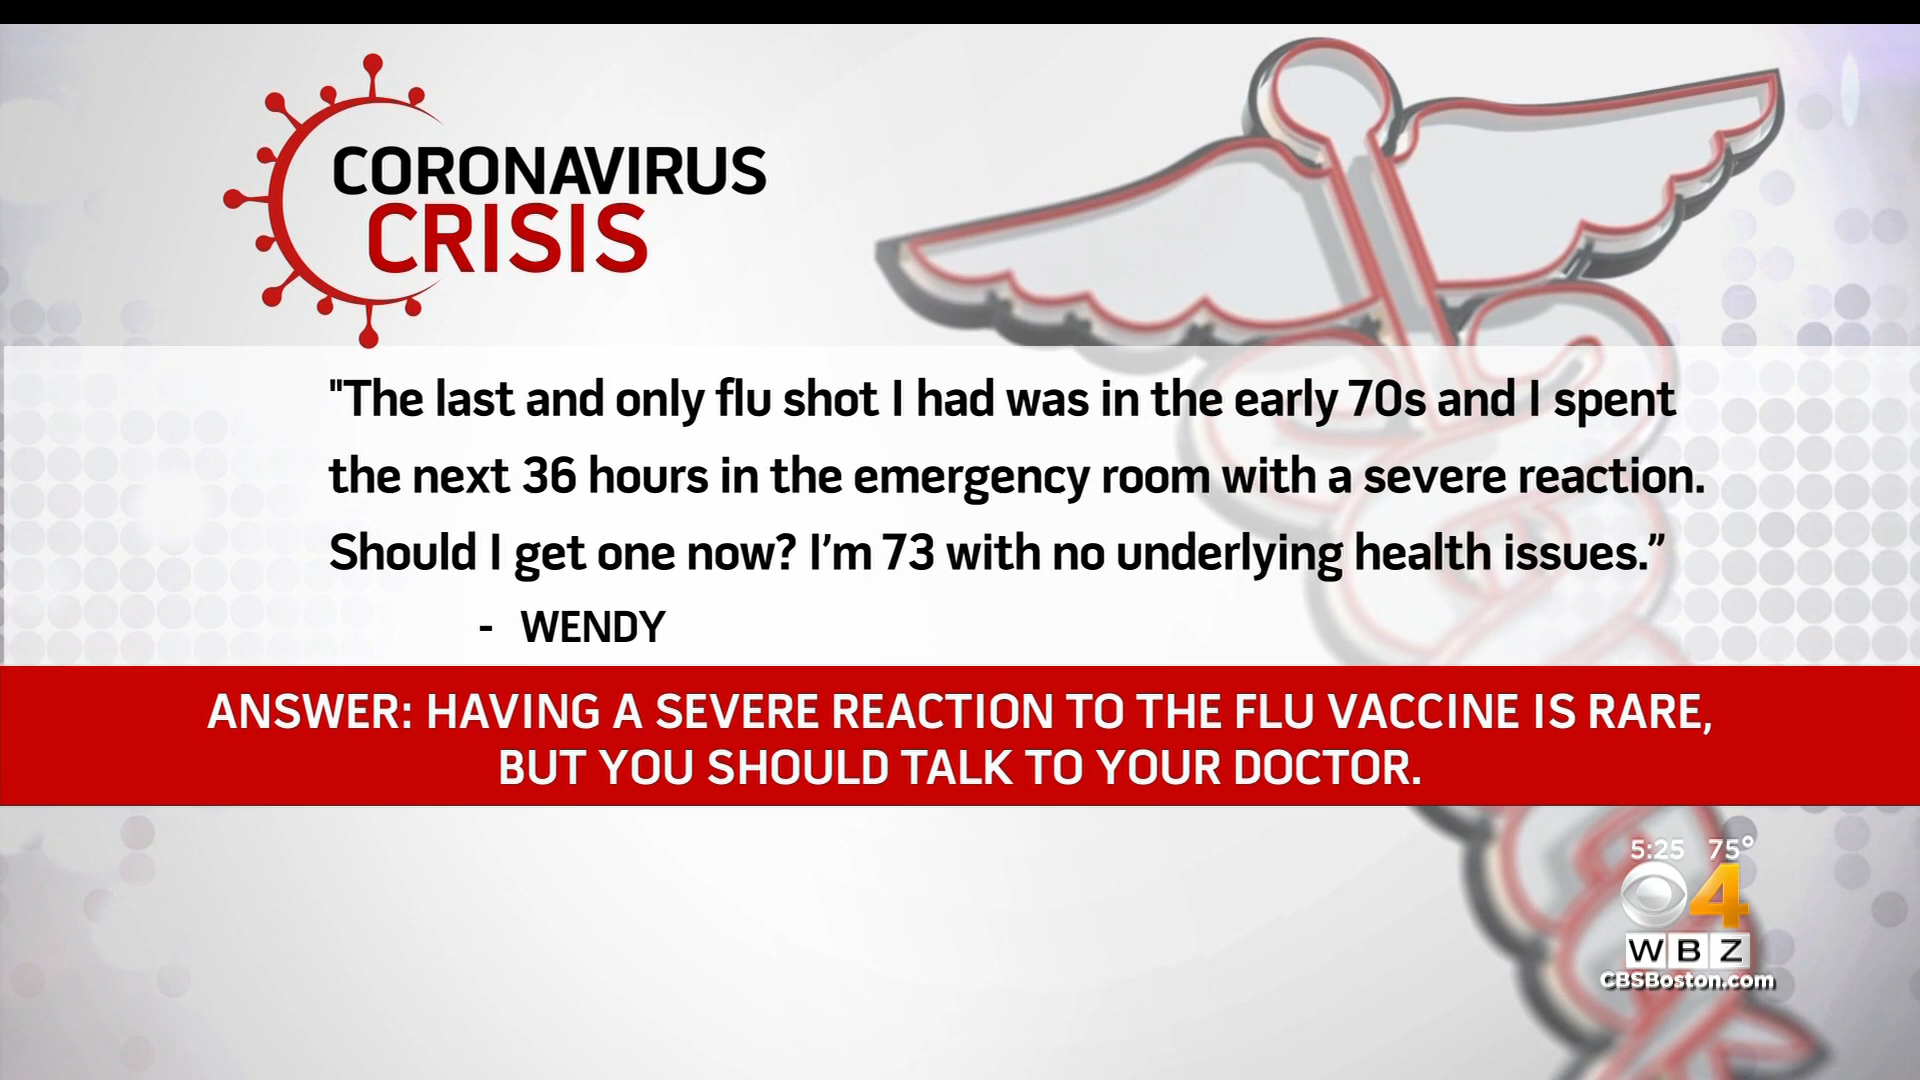 CORONAVIRUS
CRISIS
"The last and only flu shot I had was in the early 70s and I spent
the next 36 hours in the emergency room with a severe reaction.
Should I get one now? I’m 73 with no underlying health issues.”
- WENDY
ANSWER: HAVING A SEVERE REACTION TO THE FLU VACCINE IS RARE,
BUT YOU SHOULD TALK TO YOUR DOCTOR.
5:25 75°
4
WBZ
CBSBoston.com